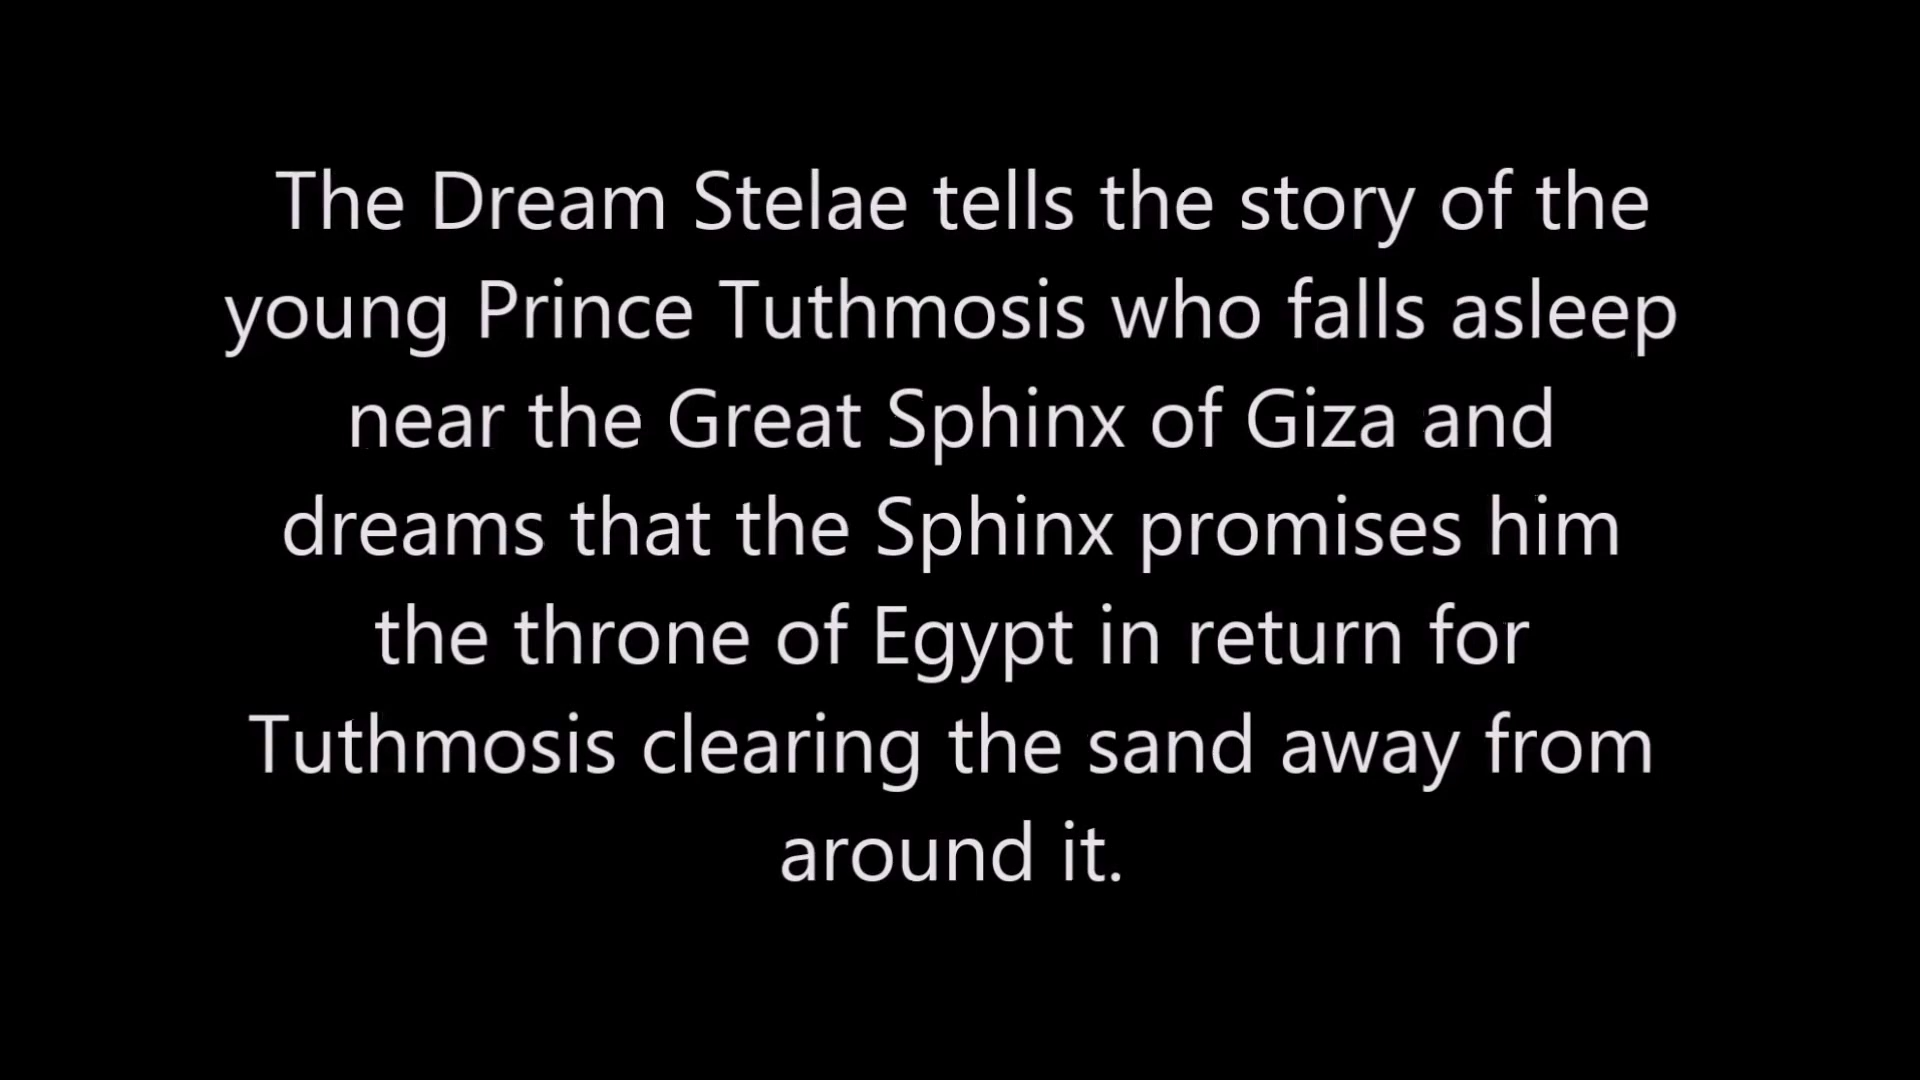 The Dream Stelae tells the story of the
young Prince Tuthmosis who falls asleep
near the Great Sphinx of Giza and
dreams that the Sphinx promises him
the throne of Egypt in return for
Tuthmosis clearing the sand away from
around it.